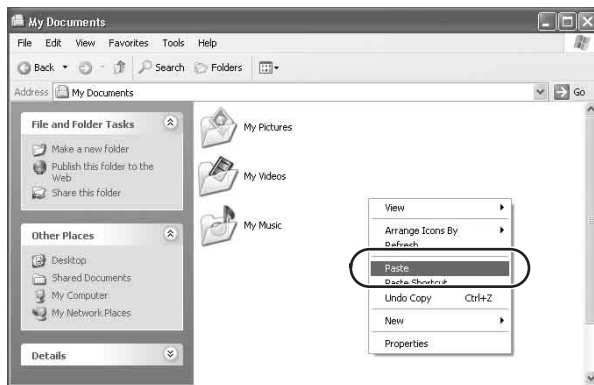 My Documents
File Edit View Favorites Tools Help
Back Search Folders
Address My Documents Go
File and Folder Tasks
Make a new folder
Publish this folder to the
Web
Share this folder
Other Places
Desktop
Shared Documents
My Computer
My Network Places
Details
My Pictures
My Videos
My Music
View
Arrange Icons By
Refresh
Paste
Paste Shortcut
Undo Copy Ctrl+Z
New
Properties